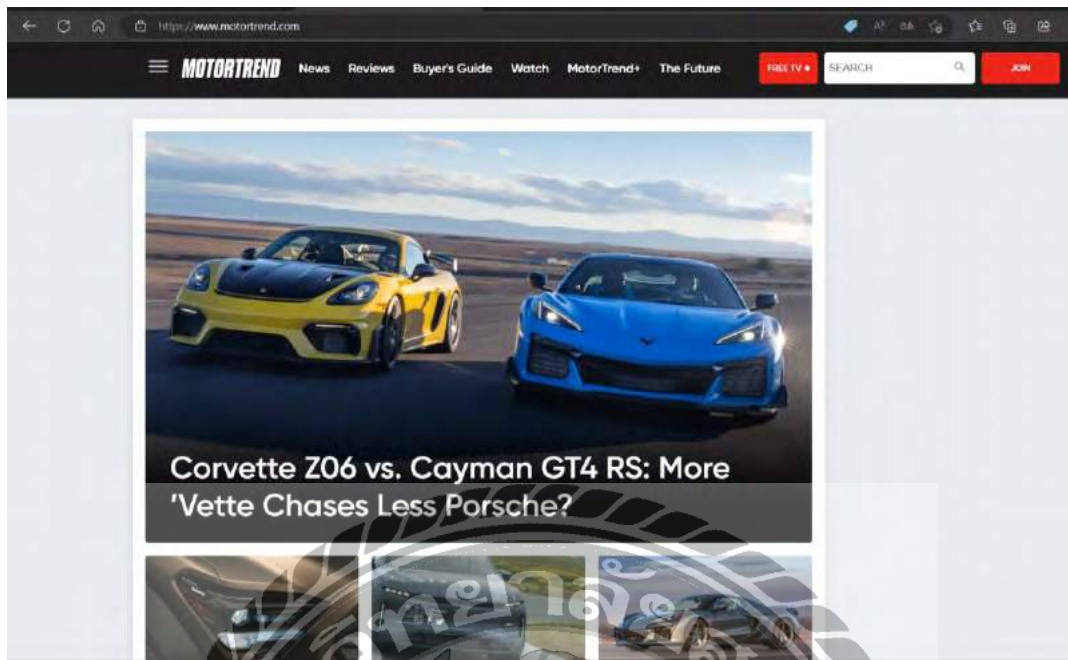 https://www.motortrend.com
MOTORTREND News Reviews Buyer's Guide Watch MotorTrend+ The Future FREE TV SEARCH JOIN
Corvette Z06 vs. Cayman GT4 RS: More
'Vette Chases Less Porsche?